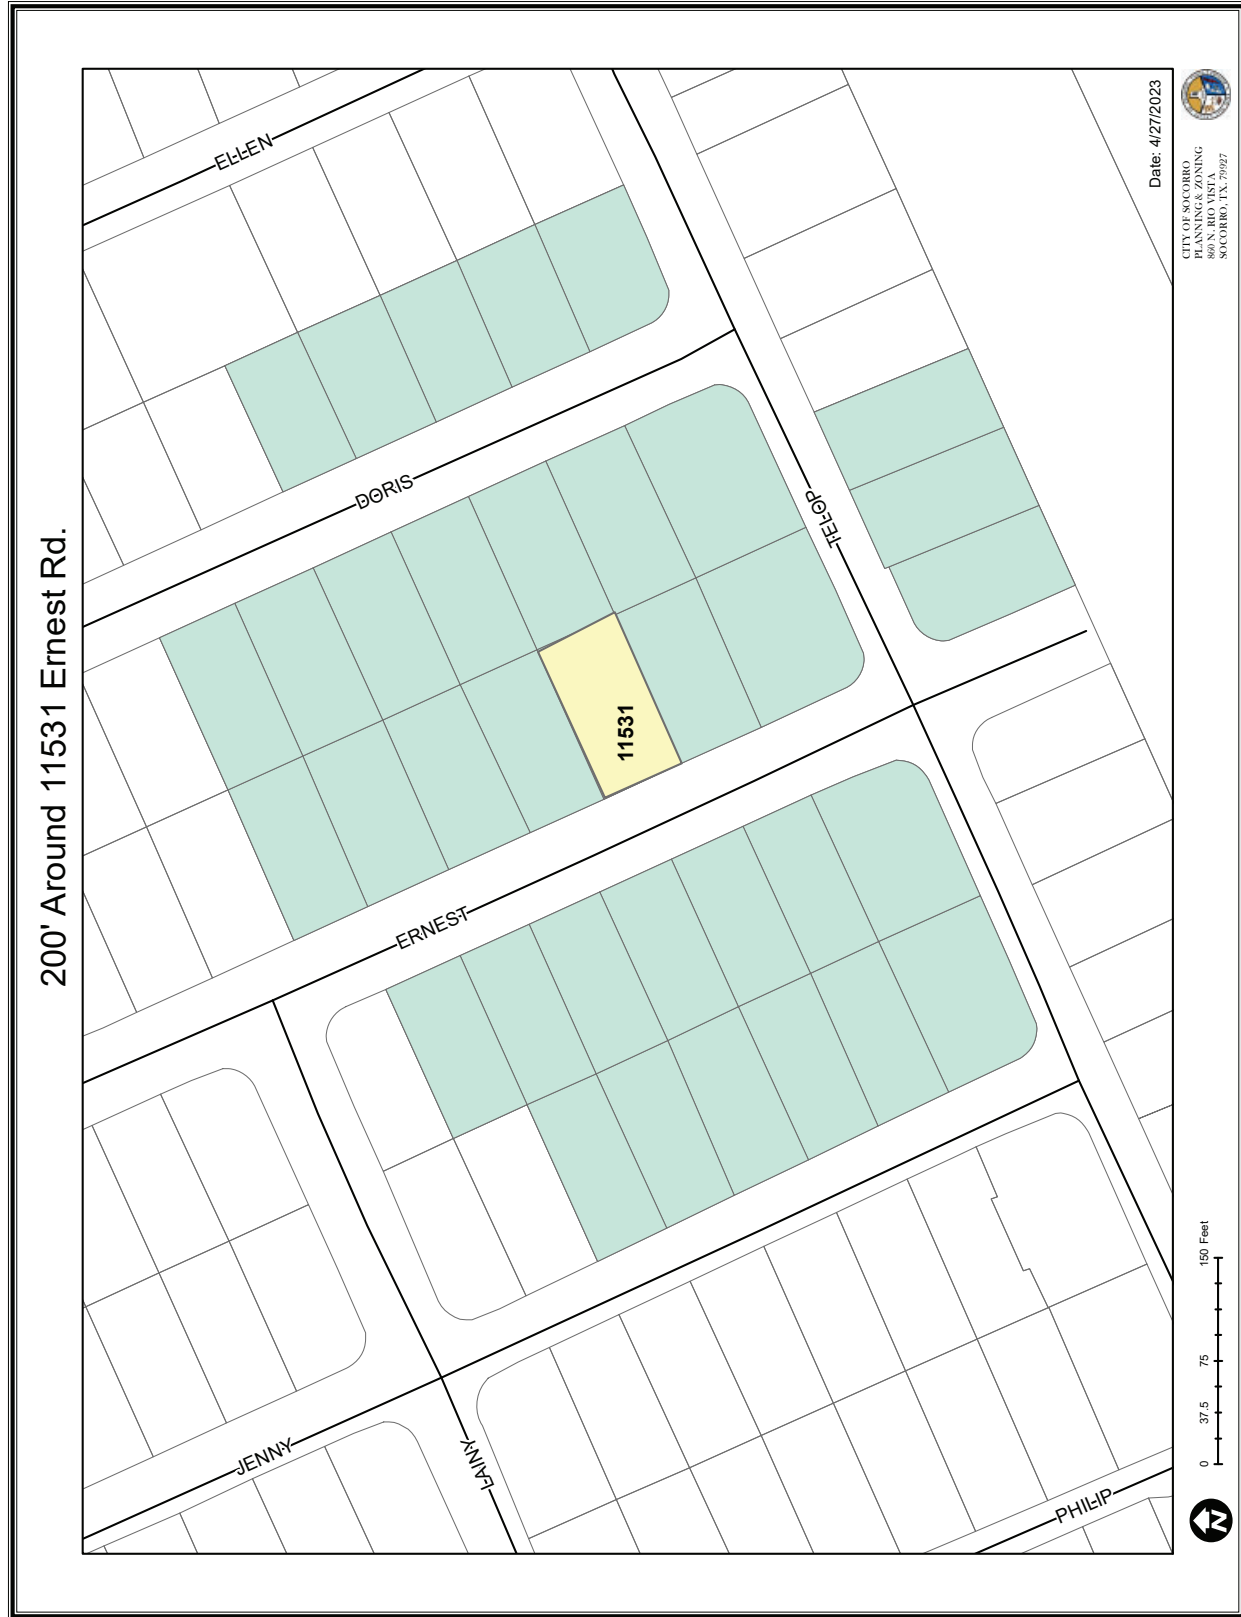 200' Around 11531 Ernest Rd.
ELLEN
DORIS
TELOP
11531
ERNEST
JENNY
LAINY
PHILIP
Date: 4/27/2023
CITY OF SOCORRO
PLANNING & ZONING
860 N. RIO VISTA
SOCORRO, TX. 79927
0 37.5 75 150 Feet
N